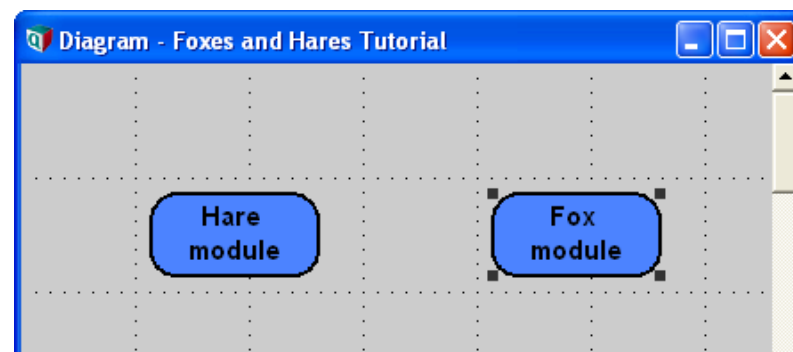 Diagram - Foxes and Hares Tutorial
Hare
module
Fox
module